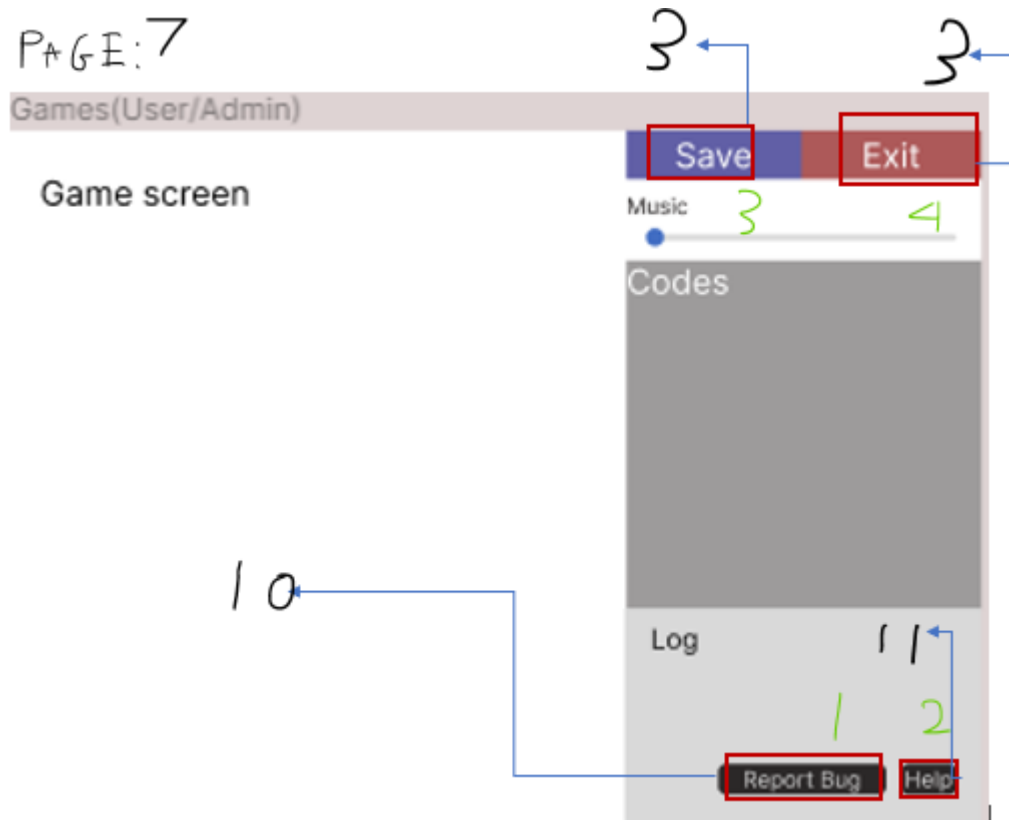 PAGE: 7
3
3
Games(User/Admin)
Save
Exit
Game screen
Music
3
4
Codes
10
Log
11
1
2
Report Bug
Help